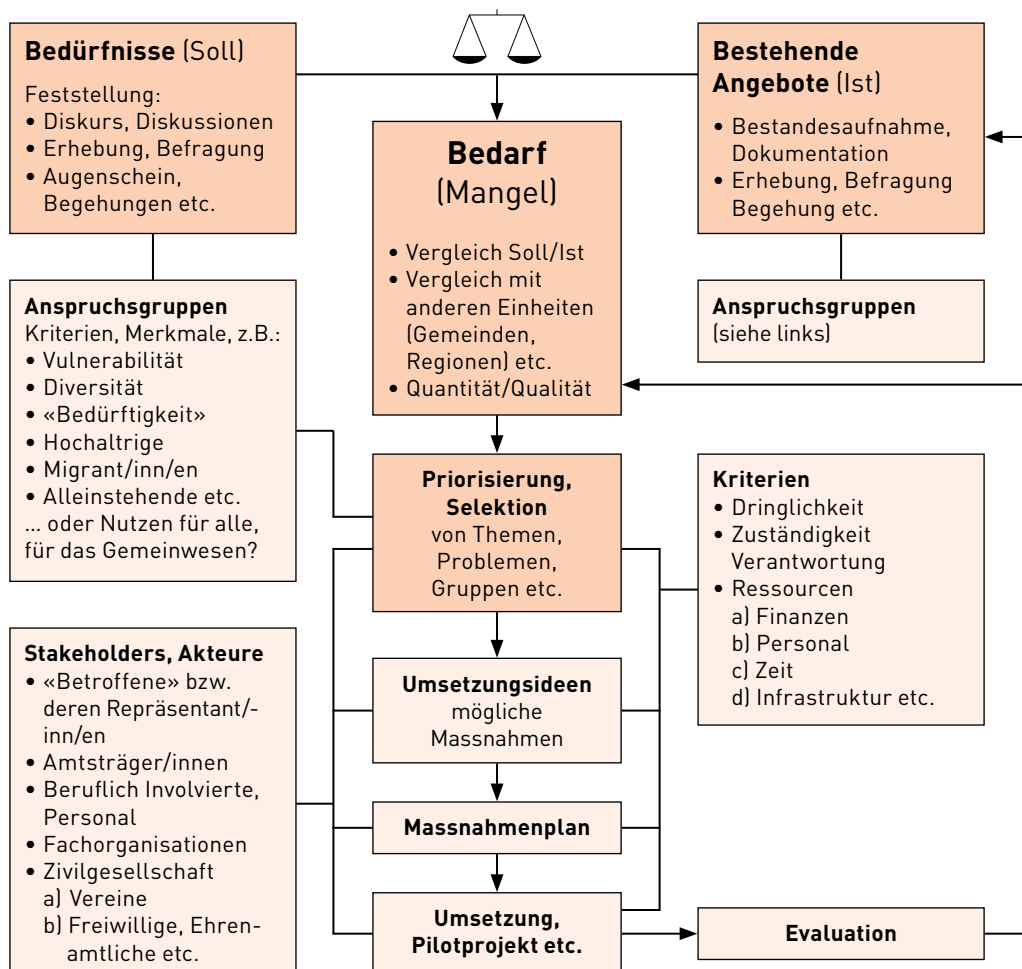 Bedürfnisse (Soll)
Feststellung:
• Diskurs, Diskussionen
• Erhebung, Befragung
• Augenschein,
Begehungen etc.
Bedarf
(Mangel)
• Vergleich Soll/Ist
• Vergleich mit
anderen Einheiten
(Gemeinden,
Regionen) etc.
• Quantität/Qualität
Bestehende
Angebote (Ist)
• Bestandesaufnahme,
Dokumentation
• Erhebung, Befragung
Begehung etc.
Anspruchsgruppen
Kriterien, Merkmale, z.B.:
• Vulnerabilität
• Diversität
• «Bedürftigkeit»
• Hochaltrige
• Migrant/inn/en
• Alleinstehende etc.
... oder Nutzen für alle,
für das Gemeinwesen?
Anspruchsgruppen
(siehe links)
Priorisierung,
Selektion
von Themen,
Problemen,
Gruppen etc.
Kriterien
• Dringlichkeit
• Zuständigkeit
Verantwortung
• Ressourcen
a) Finanzen
b) Personal
c) Zeit
d) Infrastruktur etc.
Stakeholders, Akteure
• «Betroffene» bzw.
deren Repräsentant/-
inn/en
• Amtsträger/innen
• Beruflich Involvierte,
Personal
• Fachorganisationen
• Zivilgesellschaft
a) Vereine
b) Freiwillige, Ehren-
amtliche etc.
Umsetzungsideen
mögliche
Massnahmen
Massnahmenplan
Umsetzung,
Pilotprojekt etc.
Evaluation